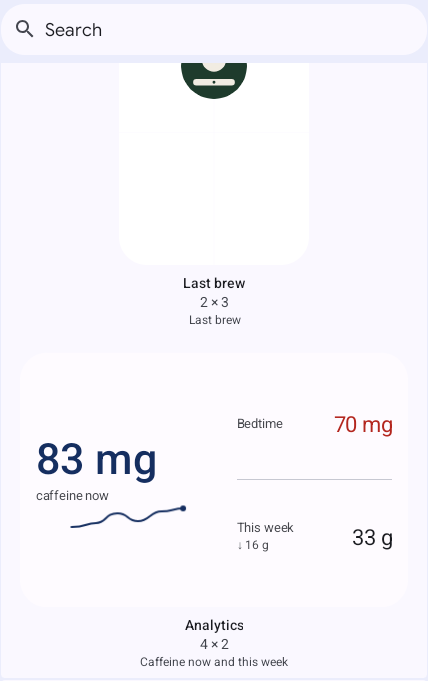 Search
Last brew
2 × 3
Last brew
83 mg
caffeine now
Bedtime
70 mg
This week
↓ 16 g
33 g
Analytics
4 × 2
Caffeine now and this week